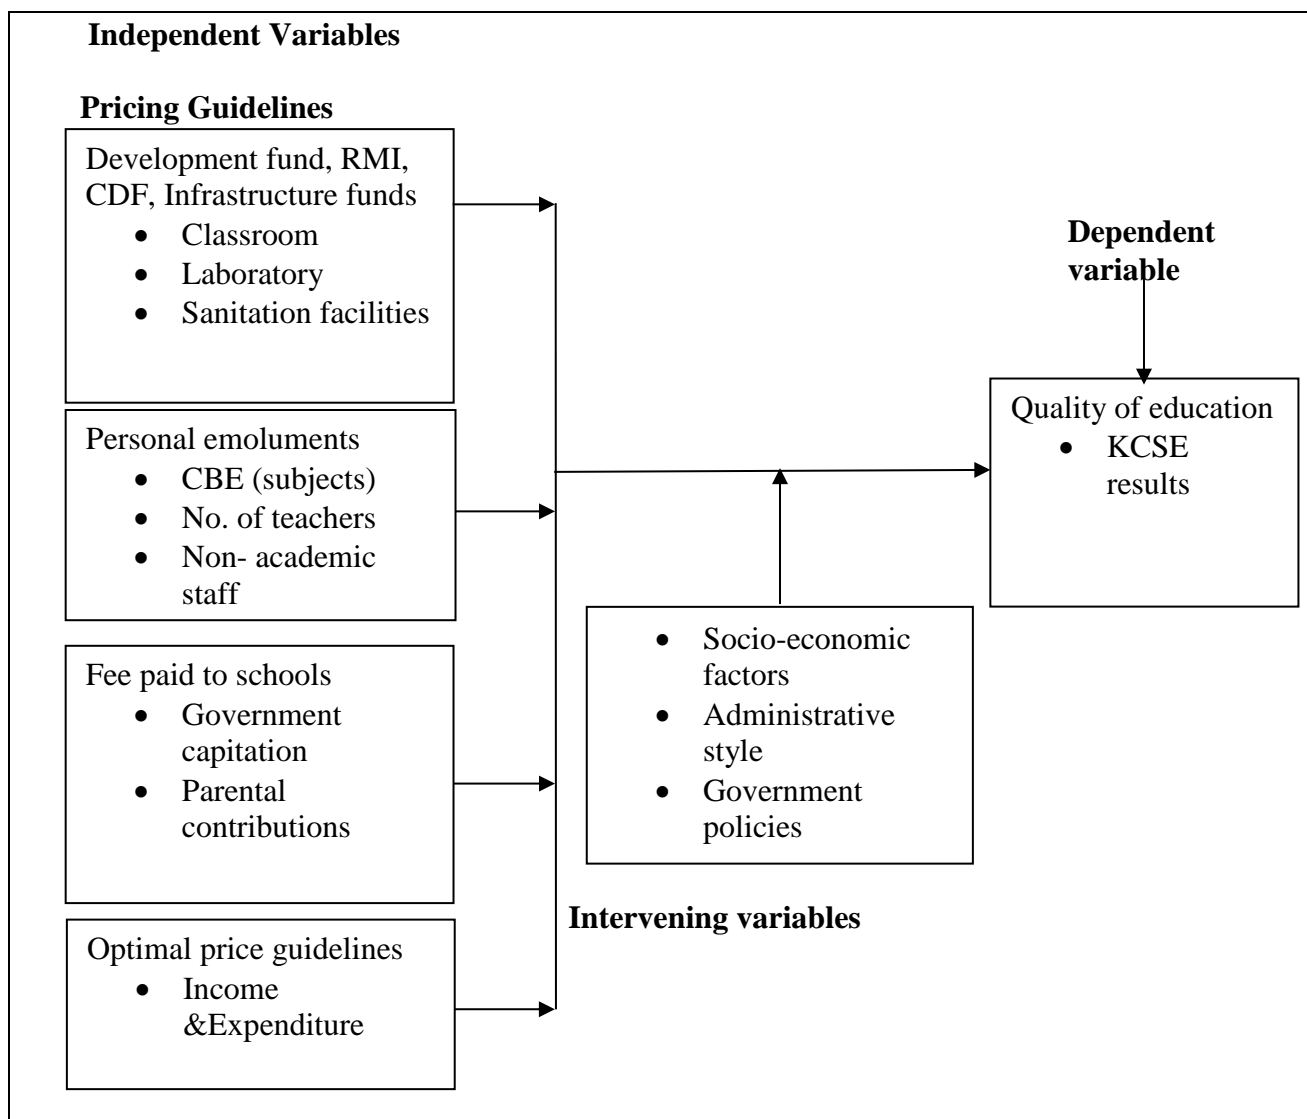 Independent Variables
Pricing Guidelines
Development fund, RMI,
CDF, Infrastructure funds
• Classroom
• Laboratory
• Sanitation facilities
Personal emoluments
• CBE (subjects)
• No. of teachers
• Non- academic
staff
Fee paid to schools
• Government
capitation
• Parental
contributions
Optimal price guidelines
• Income
&Expenditure
• Socio-economic
factors
• Administrative
style
• Government
policies
Intervening variables
Dependent
variable
Quality of education
• KCSE
results